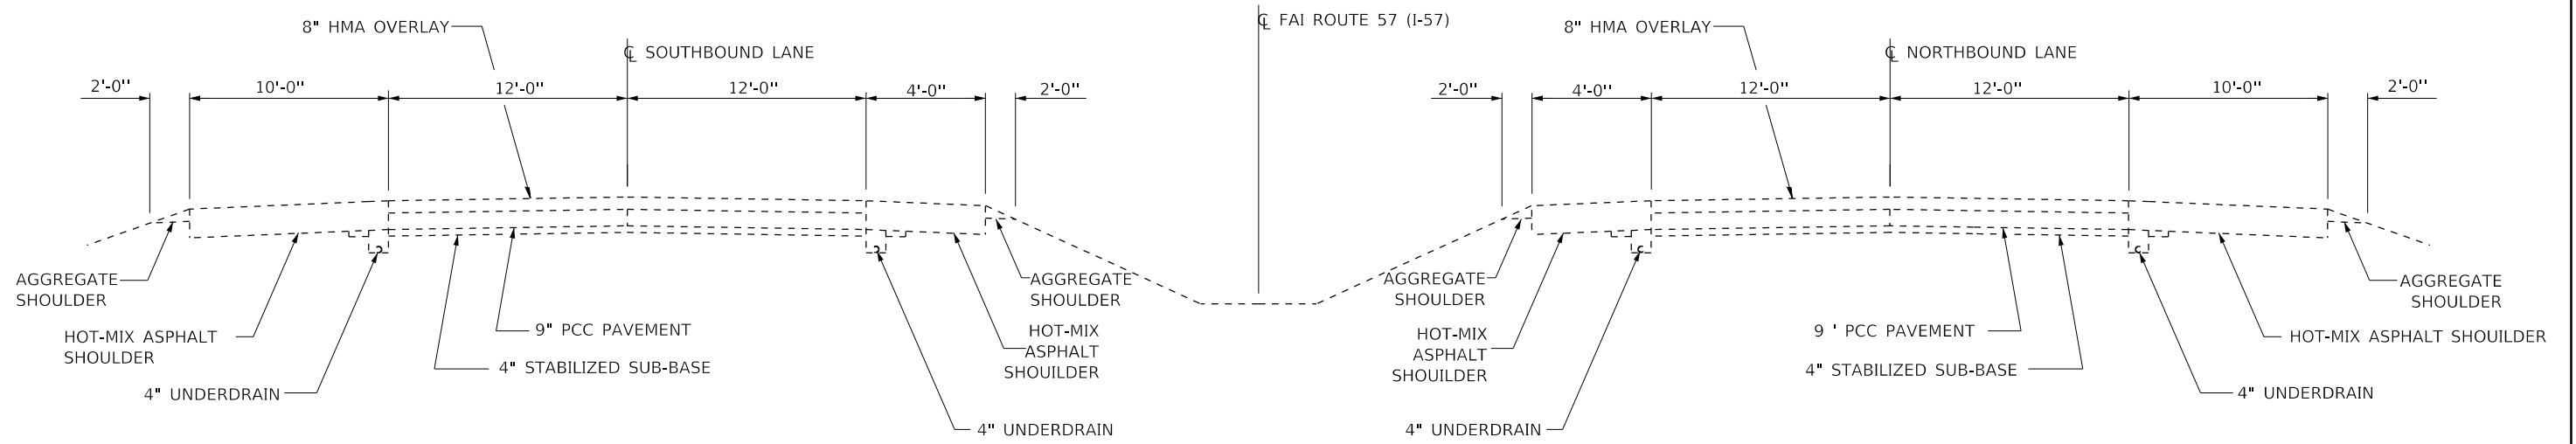 8" HMA OVERLAY
℄ SOUTHBOUND LANE
℄ FAI ROUTE 57 (I-57)
8" HMA OVERLAY
℄ NORTHBOUND LANE
2'-0"
10'-0"
12'-0"
12'-0"
4'-0"
2'-0"
2'-0"
4'-0"
12'-0"
12'-0"
10'-0"
2'-0"
AGGREGATE
SHOULDER
HOT-MIX ASPHALT
SHOULDER
4" UNDERDRAIN
9" PCC PAVEMENT
4" STABILIZED SUB-BASE
AGGREGATE
SHOULDER
HOT-MIX
ASPHALT
SHOUILDER
4" UNDERDRAIN
AGGREGATE
SHOULDER
HOT-MIX
ASPHALT
SHOUILDER
4" UNDERDRAIN
9 ' PCC PAVEMENT
4" STABILIZED SUB-BASE
AGGREGATE
SHOULDER
HOT-MIX ASPHALT SHOUILDER
4" UNDERDRAIN